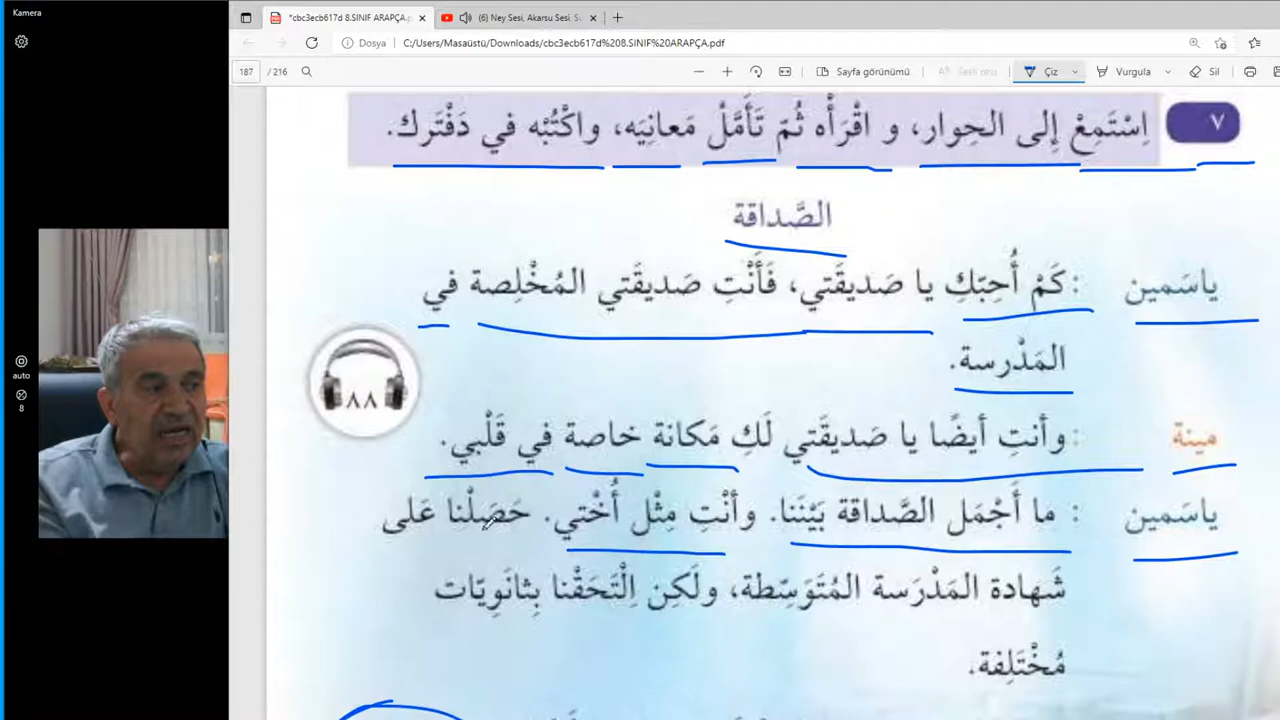 Kamera
*cbc3ecb617d 8.SINIF ARAPÇA.p
(6) Ney Sesi, Akarsu Sesi. Su
Dosya
C:/Users/Masaüstü/Downloads/cbc3ecb617d%208.SINIF%20ARAPÇA.pdf
187 / 216
Sayfa görünümü
Sesli oku
Çiz
Vurgula
Sil
٧ اِسْتَمِعْ إِلى الحِوار، و اقْرَأْه ثُمّ تَأَمَّلْ مَعانِيَه، واكْتُبْه في دَفْتَرك.
الصَّداقة
ياسَمين : كَمْ أُحِبّكِ يا صَديقَتي، فَأَنْتِ صَديقَتي المُخْلِصة في
المَدْرسة.
٨٨
مينة : وأنتِ أيضًا يا صَديقَتي لَكِ مَكانة خاصة في قَلْبي.
ياسَمين : ما أَجْمَل الصَّداقة بَيْنَنا. وأنْتِ مِثْل أُخْتي. حَصَلْنا عَلى
شَهادة المَدْرَسة المُتَوَسِّطة، ولَكِن اِلْتَحَقْنا بِثانَوِيّات
مُخْتَلِفة.
auto
8